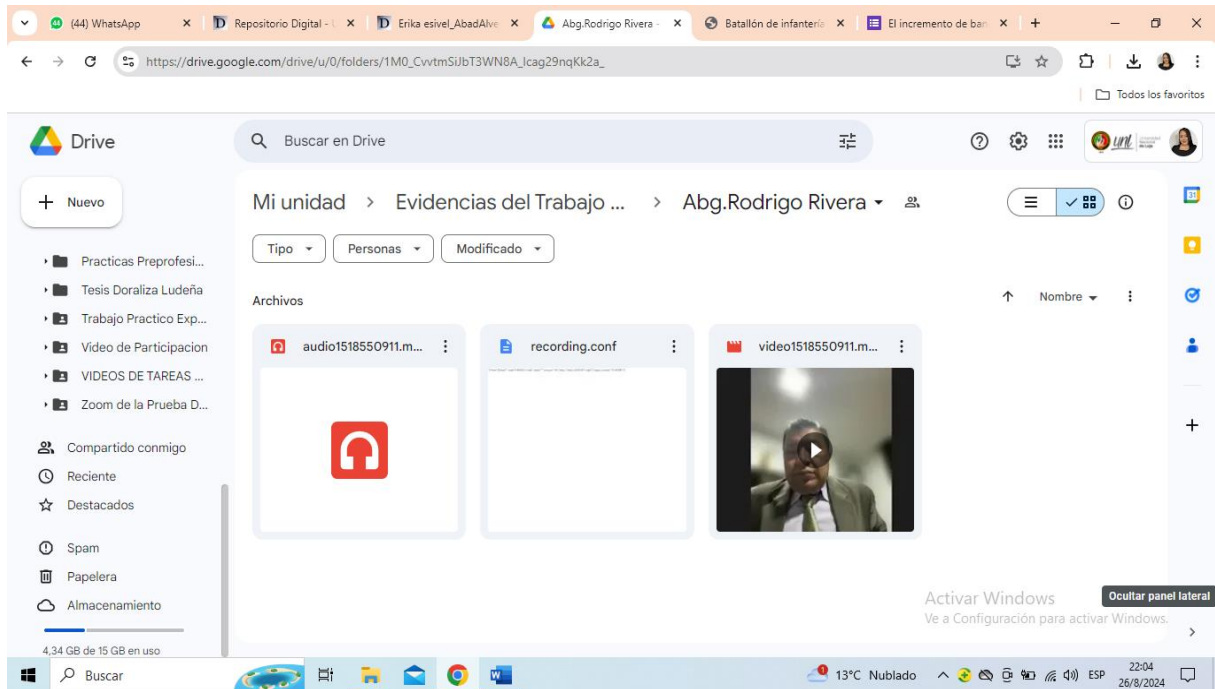 (44) WhatsApp
Repositorio Digital - U
Erika esivel_AbadAlve
Abg.Rodrigo Rivera -
Batallón de infantería
El incremento de ban
https://drive.google.com/drive/u/0/folders/1M0_CvvtmSiJbT3WN8A_Icag29nqKk2a_
Todos los favoritos
Drive
Buscar en Drive
unl
Nuevo
Mi unidad > Evidencias del Trabajo ... > Abg.Rodrigo Rivera
31
Tipo
Personas
Modificado
Practicas Preprofesi...
Tesis Doraliza Ludeña
Trabajo Practico Exp...
Video de Participacion
VIDEOS DE TAREAS ...
Zoom de la Prueba D...
Archivos
Nombre
audio1518550911.m...
recording.conf
video1518550911.m...
Compartido conmigo
Reciente
Destacados
Spam
Papelera
Almacenamiento
4,34 GB de 15 GB en uso
Activar Windows
Ve a Configuración para activar Windows.
Ocultar panel lateral
Buscar
13°C Nublado
ESP
22:04
26/8/2024